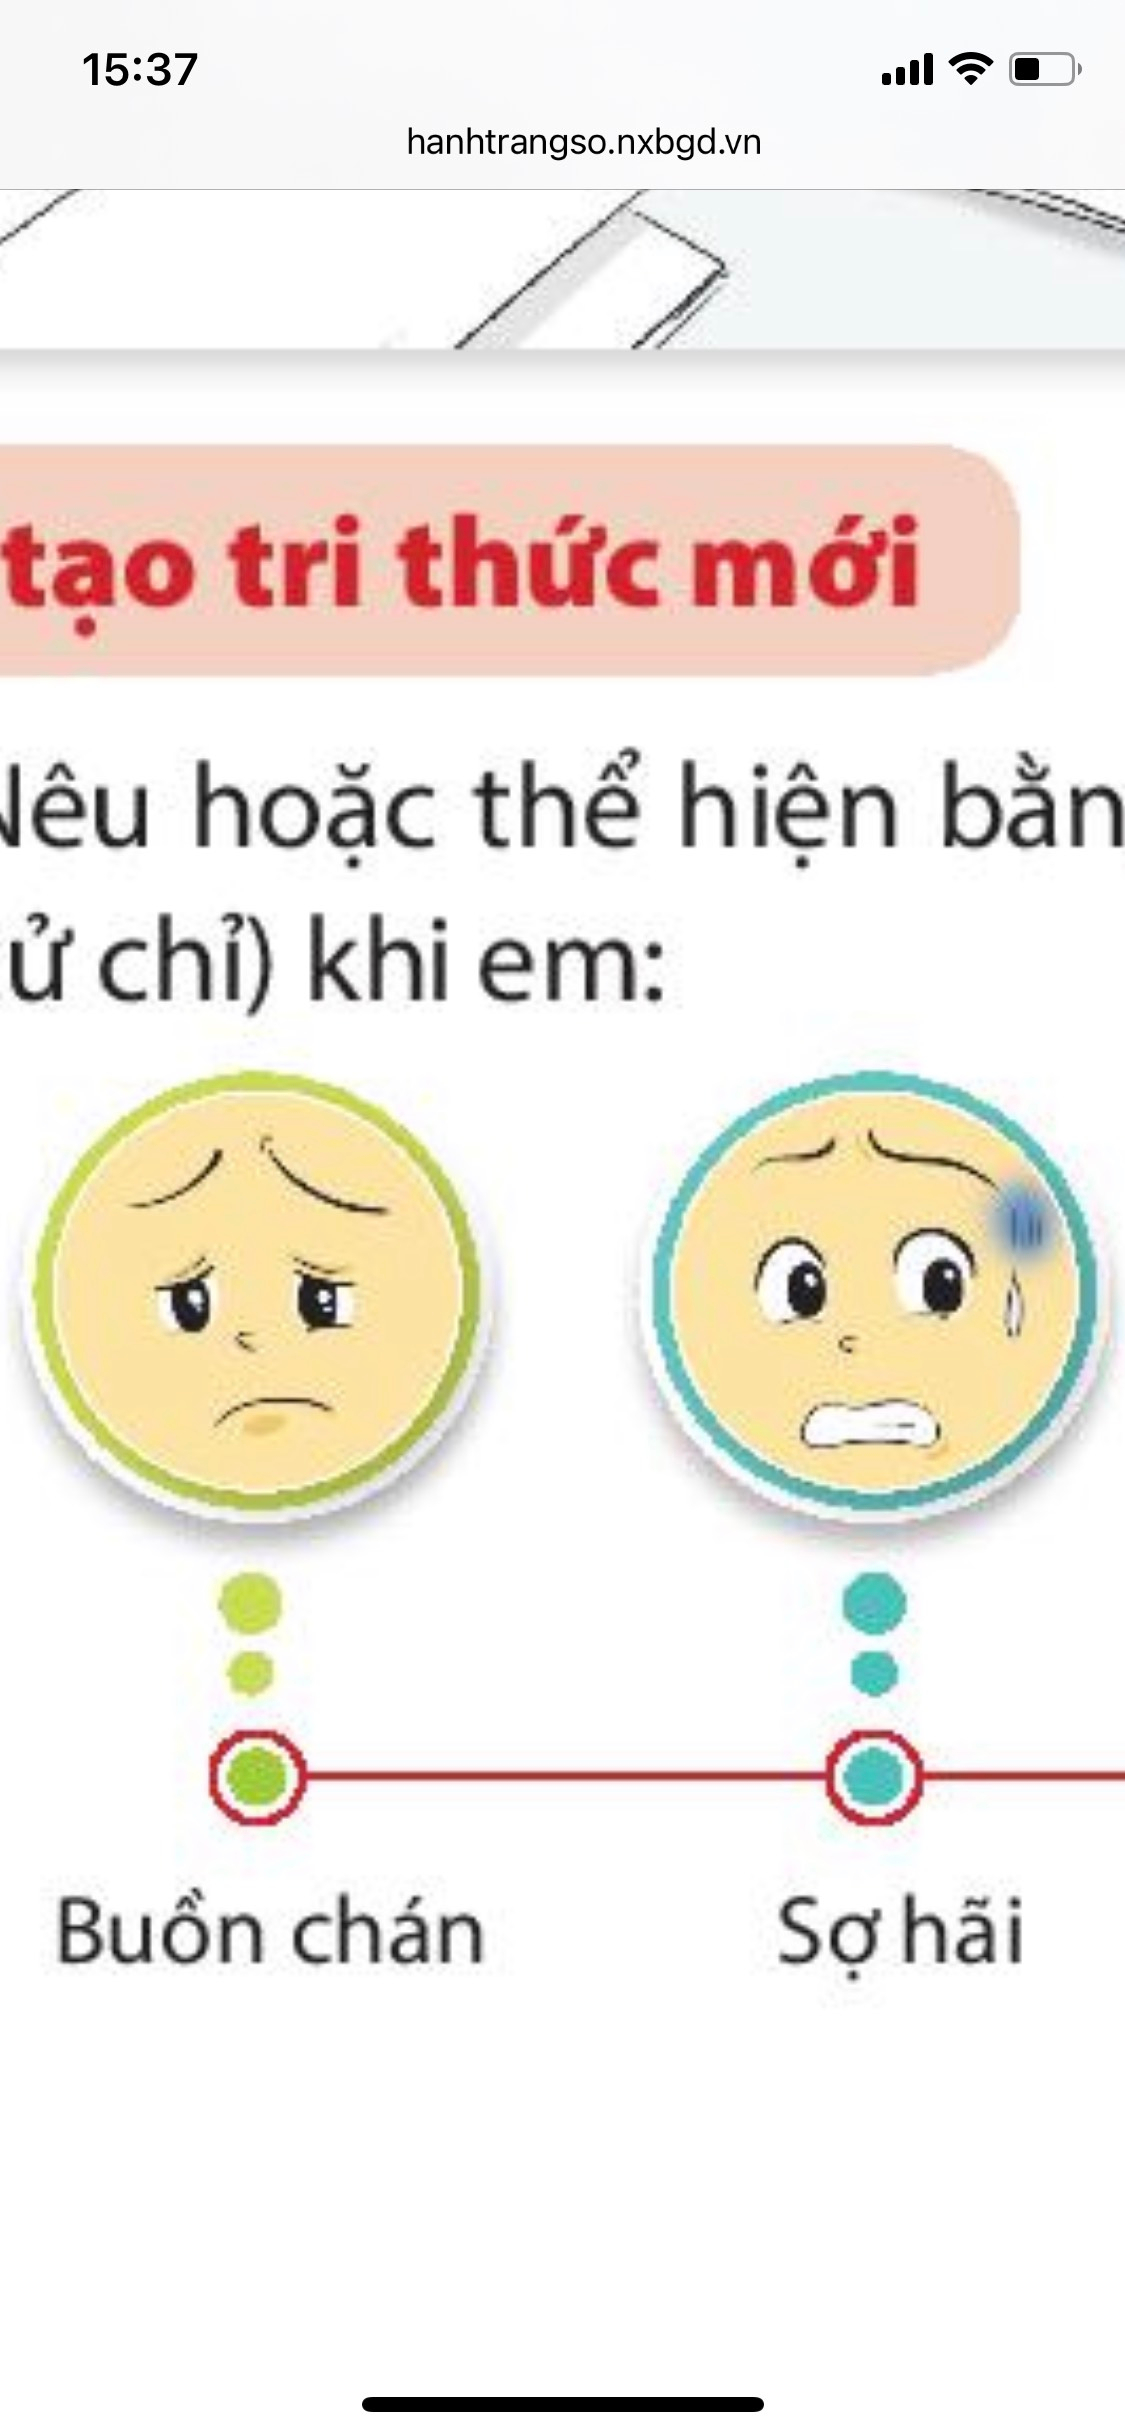 15:37
hanhtrangso.nxbgd.vn
tạo tri thức mới
Nêu hoặc thể hiện bằn
ử chỉ) khi em:
Buồn chán
Sợ hãi